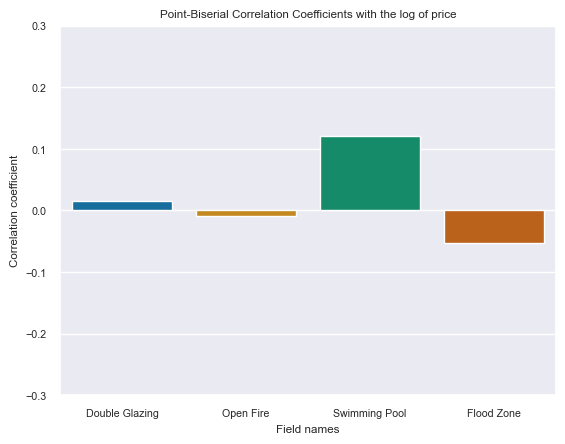 Point-Biserial Correlation Coefficients with the log of price
0.3
0.2
0.1
0.0
−0.1
−0.2
−0.3
Correlation coefficient
Double Glazing
Open Fire
Swimming Pool
Flood Zone
Field names